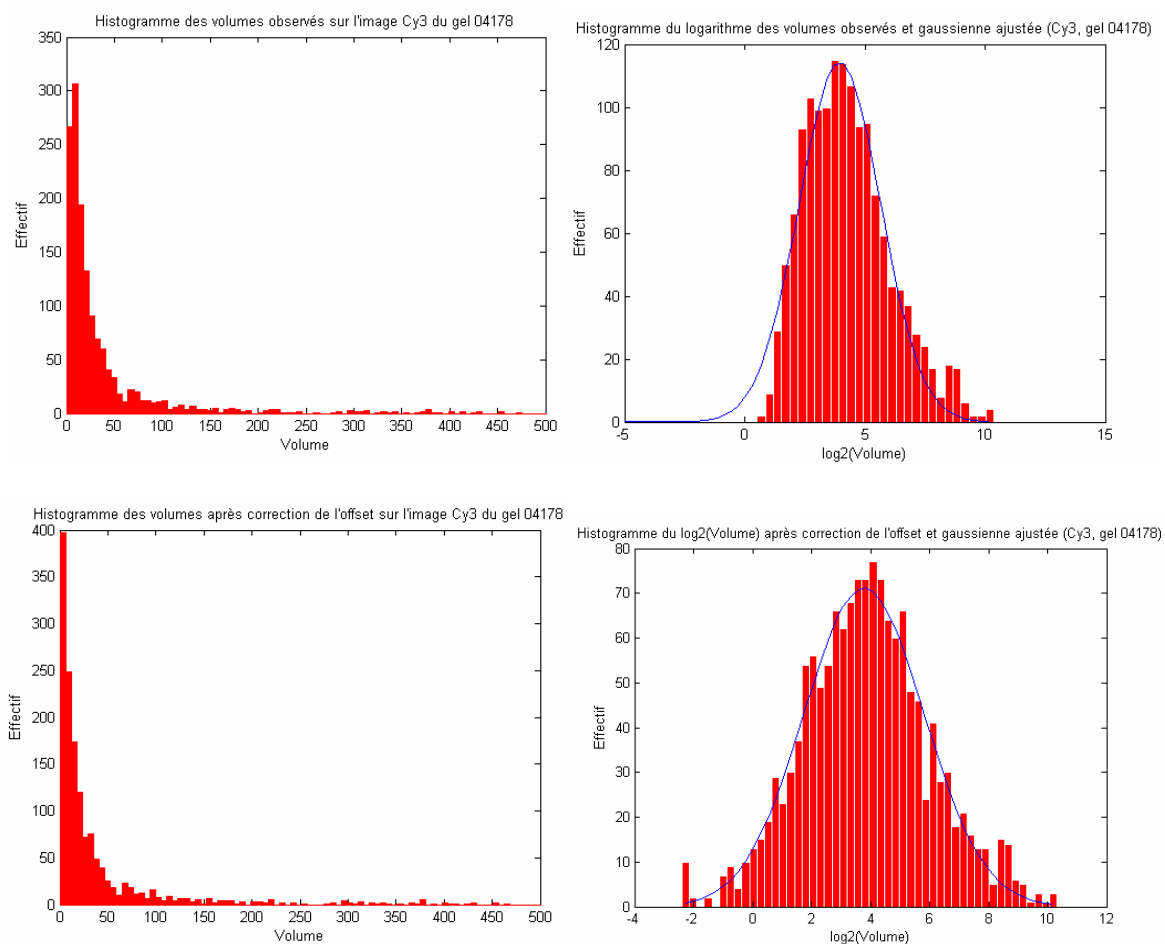 Histogramme des volumes observés sur l'image Cy3 du gel 04178
350
300
250
200
150
100
50
0
Effectif
0 50 100 150 200 250 300 350 400 450 500
Volume
Histogramme du logarithme des volumes observés et gaussienne ajustée (Cy3, gel 04178)
120
100
80
60
40
20
0
Effectif
-5 0 5 10 15
log2(Volume)
Histogramme des volumes après correction de l'offset sur l'image Cy3 du gel 04178
400
350
300
250
200
150
100
50
0
Effectif
0 50 100 150 200 250 300 350 400 450 500
Volume
Histogramme du log2(Volume) après correction de l'offset et gaussienne ajustée (Cy3, gel 04178)
80
70
60
50
40
30
20
10
0
Effectif
-4 -2 0 2 4 6 8 10 12
log2(Volume)